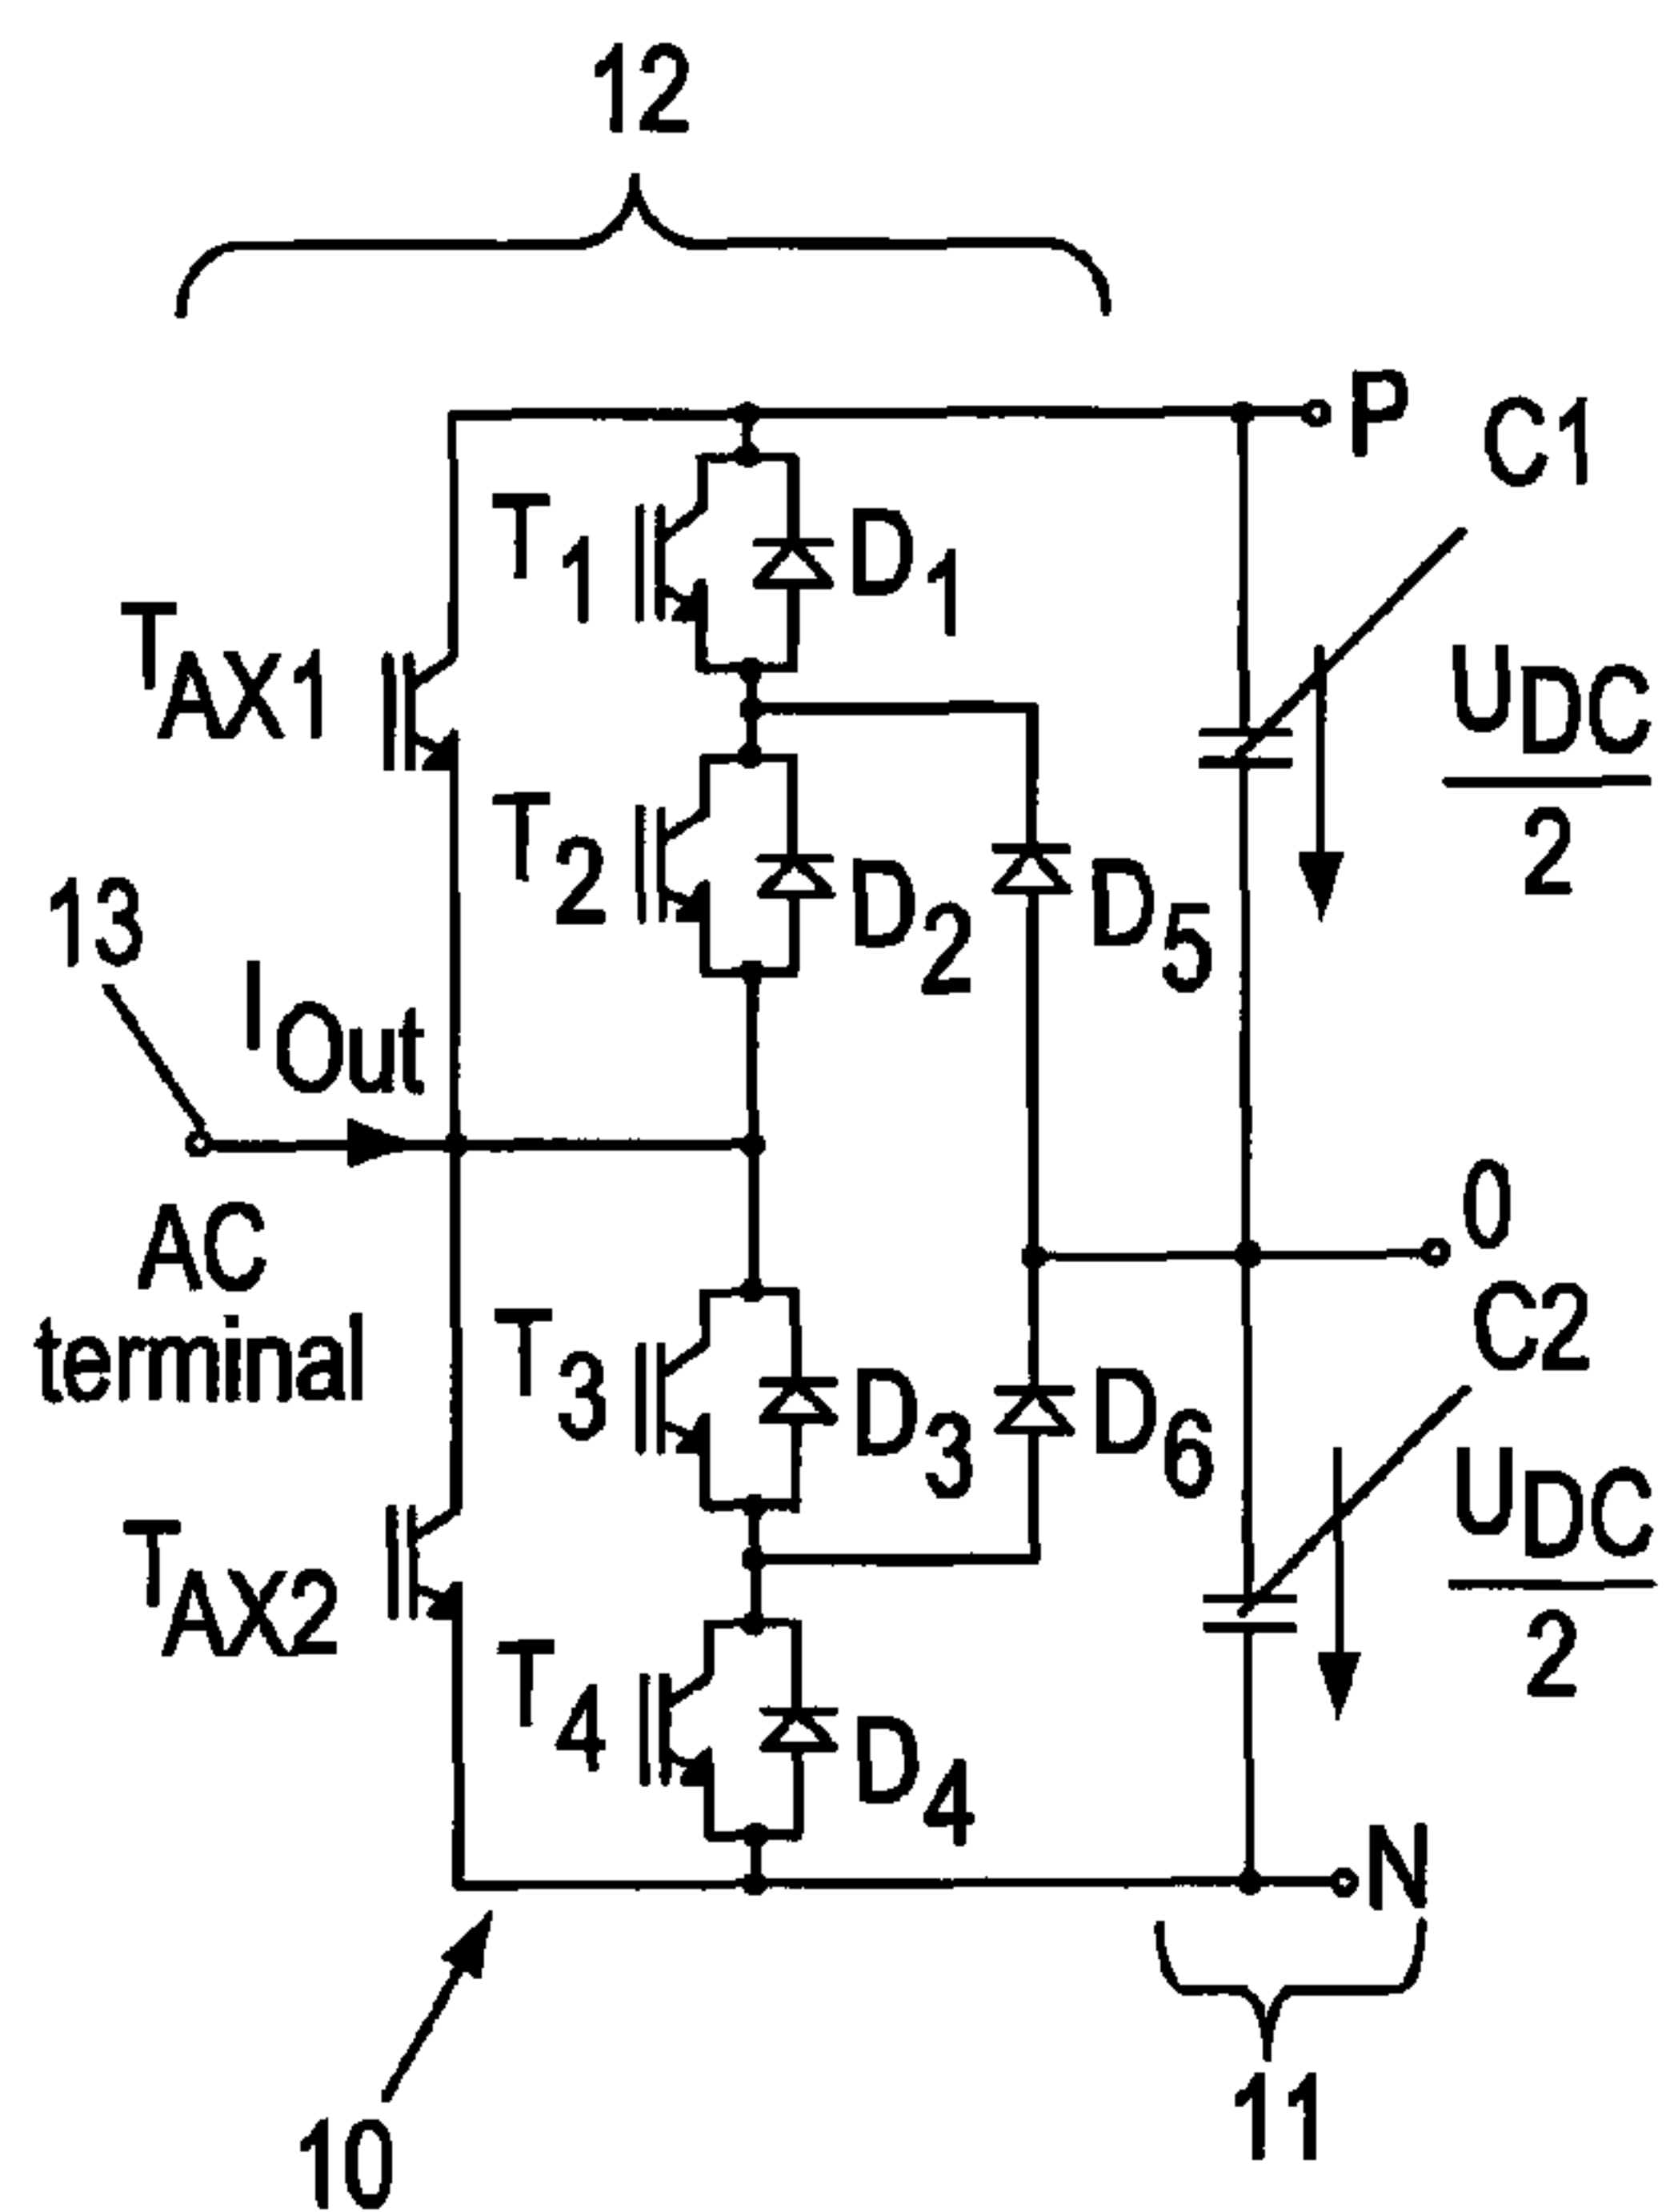 12
P
C1
T1
D1
TAX1
UDC
2
T2
D2
D5
13
IOut
AC
terminal
0
C2
T3
D3
D6
UDC
2
TAX2
T4
D4
N
11
10